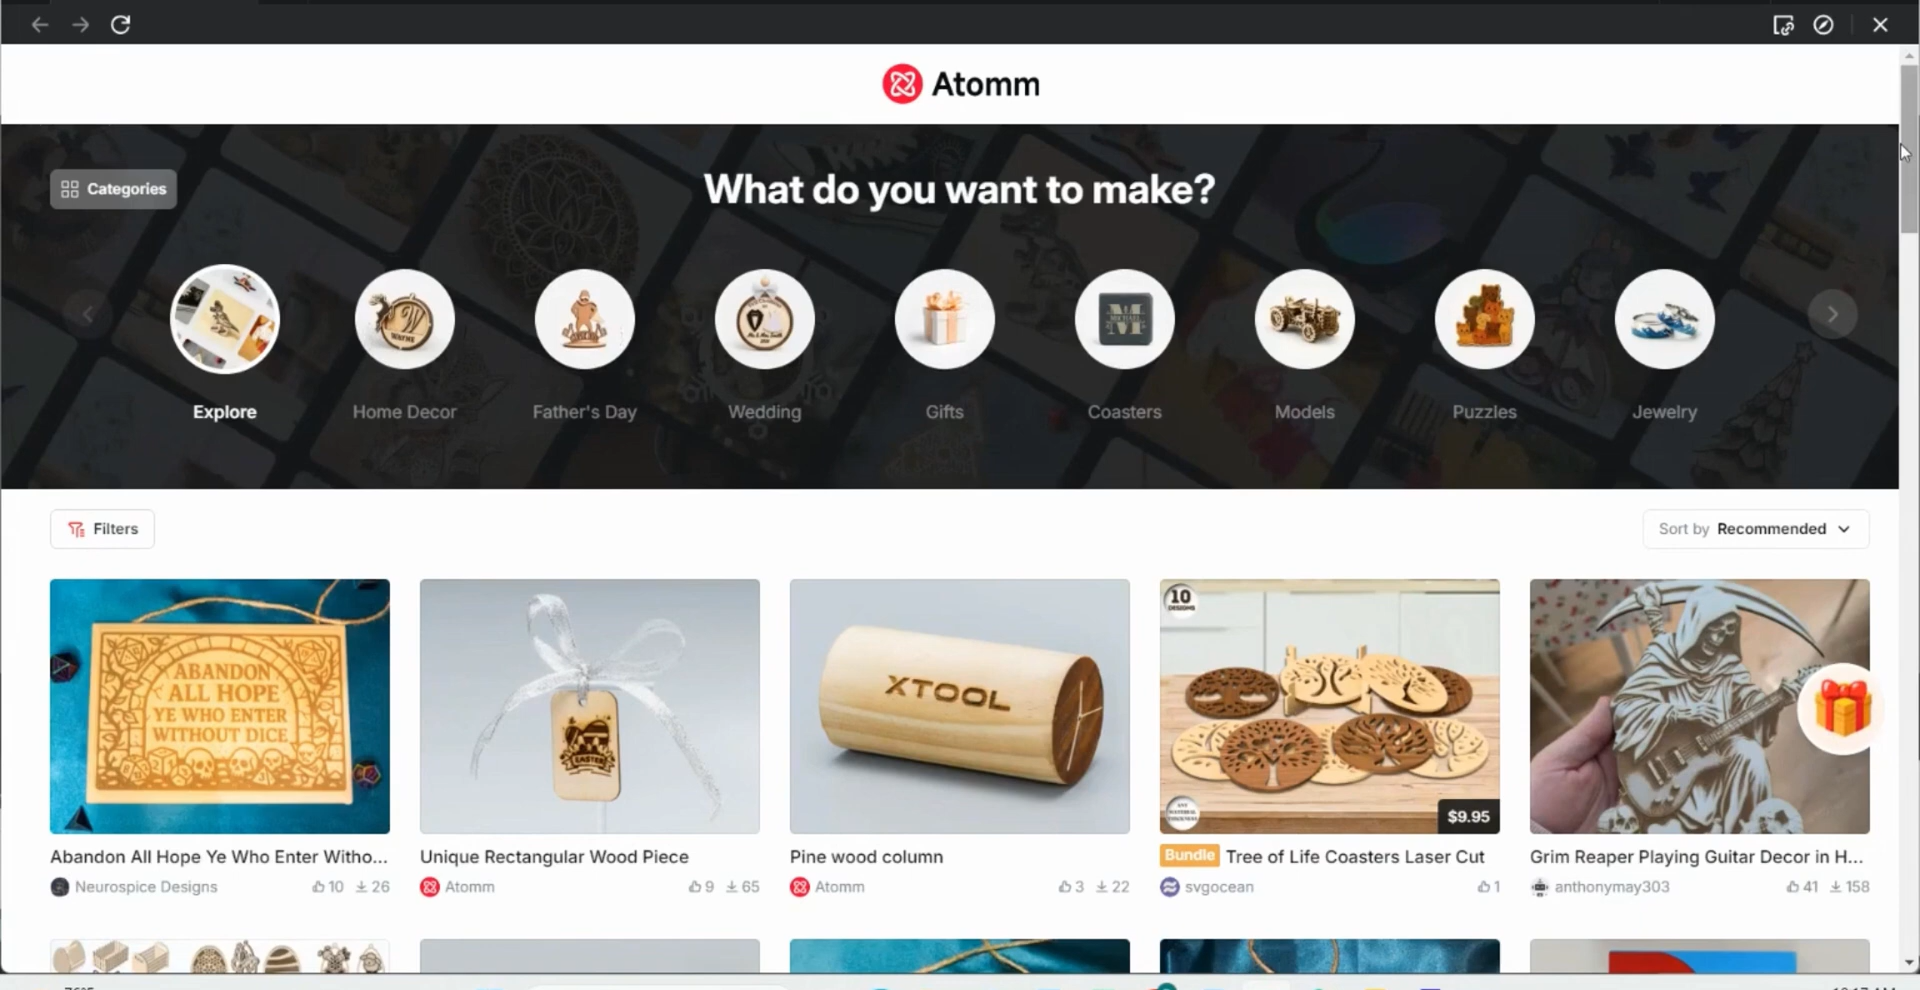 Atomm
Categories
What do you want to make?
Explore
Home Decor
Father's Day
Wedding
Gifts
Coasters
Models
Puzzles
Jewelry
Filters
Sort by Recommended
ABANDON
ALL HOPE
YE WHO ENTER
WITHOUT DICE
EASTER
XTOOL
10
DESIGNS
$9.95
Abandon All Hope Ye Who Enter Witho...
Unique Rectangular Wood Piece
Pine wood column
Bundle Tree of Life Coasters Laser Cut
Grim Reaper Playing Guitar Decor in H...
Neurospice Designs 10 26
Atomm 9 65
Atomm 3 22
svgocean 1
anthonymay303 41 158